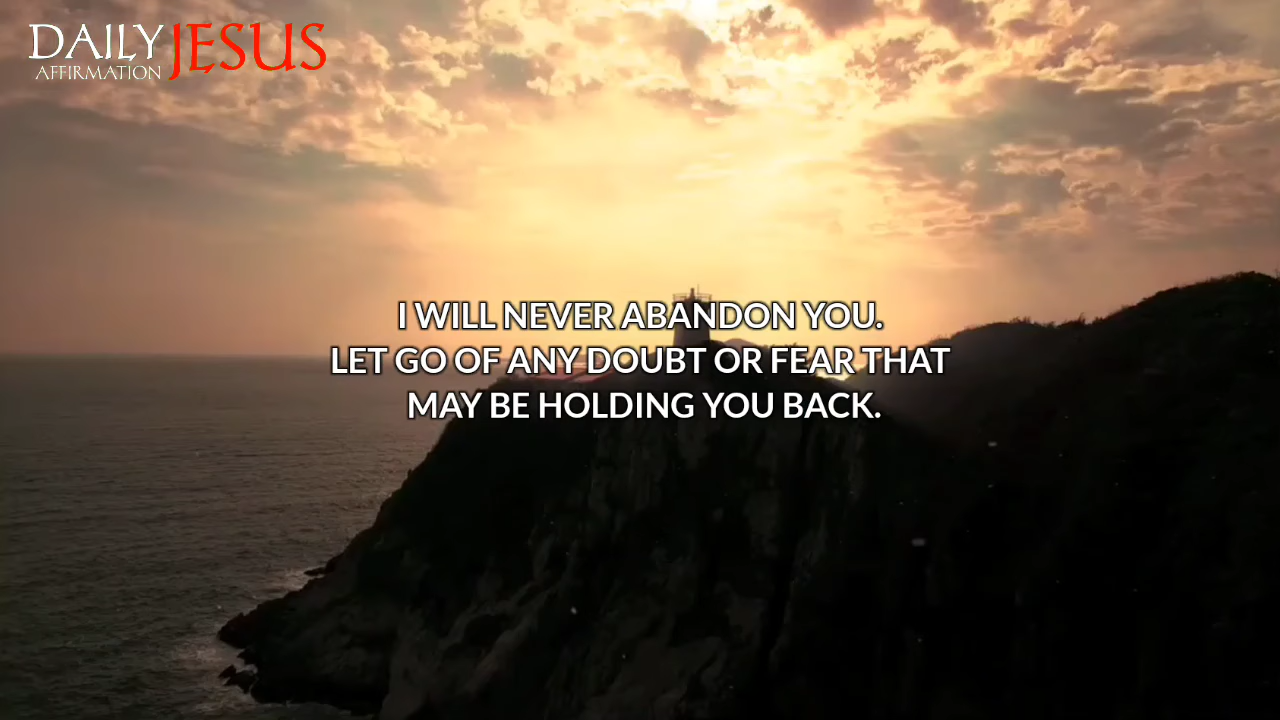 DAILY JESUS
AFFIRMATION
I WILL NEVER ABANDON YOU.
LET GO OF ANY DOUBT OR FEAR THAT
MAY BE HOLDING YOU BACK.